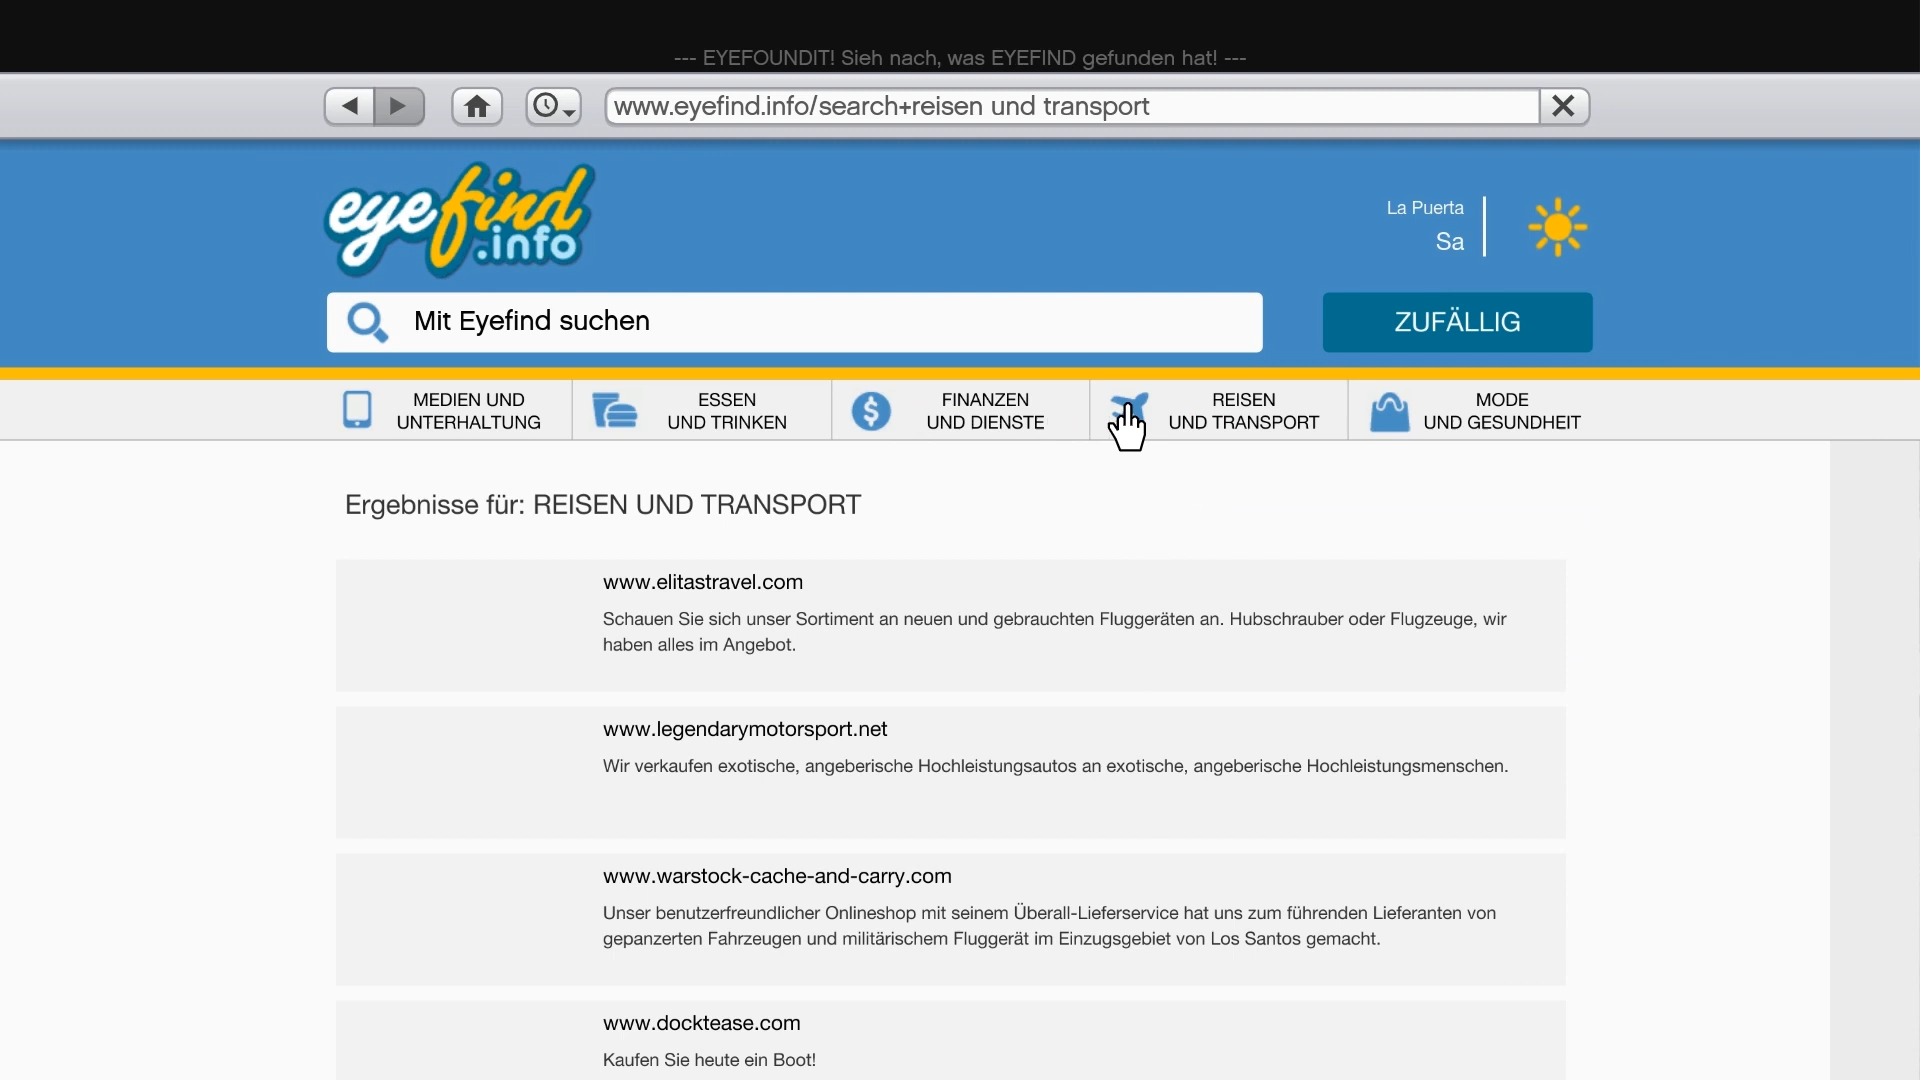 --- EYEFOUNDIT! Sieh nach, was EYEFIND gefunden hat! ---
www.eyefind.info/search+reisen und transport
eyefind
.info
La Puerta
Sa
Mit Eyefind suchen
ZUFÄLLIG
MEDIEN UND
UNTERHALTUNG
ESSEN
UND TRINKEN
FINANZEN
UND DIENSTE
REISEN
UND TRANSPORT
MODE
UND GESUNDHEIT
Ergebnisse für: REISEN UND TRANSPORT
www.elitastravel.com
Schauen Sie sich unser Sortiment an neuen und gebrauchten Fluggeräten an. Hubschrauber oder Flugzeuge, wir
haben alles im Angebot.
www.legendarymotorsport.net
Wir verkaufen exotische, angeberische Hochleistungsautos an exotische, angeberische Hochleistungsmenschen.
www.warstock-cache-and-carry.com
Unser benutzerfreundlicher Onlineshop mit seinem Überall-Lieferservice hat uns zum führenden Lieferanten von
gepanzerten Fahrzeugen und militärischem Fluggerät im Einzugsgebiet von Los Santos gemacht.
www.docktease.com
Kaufen Sie heute ein Boot!